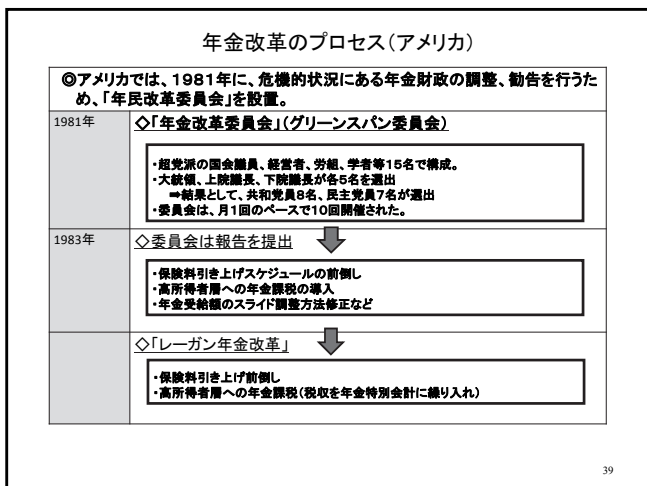 年金改革のプロセス(アメリカ)
◎アメリカでは、1981年に、危機的状況にある年金財政の調整、勧告を行うた
め、「年民改革委員会」を設置。
1981年
◇「年金改革委員会」(グリーンスパン委員会)
・超党派の国会議員、経営者、労組、学者等15名で構成。
・大統領、上院議長、下院議長が各5名を選出
➡結果として、共和党員8名、民主党員7名が選出
・委員会は、月1回のペースで10回開催された。
1983年
◇委員会は報告を提出
・保険料引き上げスケジュールの前倒し
・高所得者層への年金課税の導入
・年金受給額のスライド調整方法修正など
◇「レーガン年金改革」
・保険料引き上げ前倒し
・高所得者層への年金課税(税収を年金特別会計に繰り入れ)
39